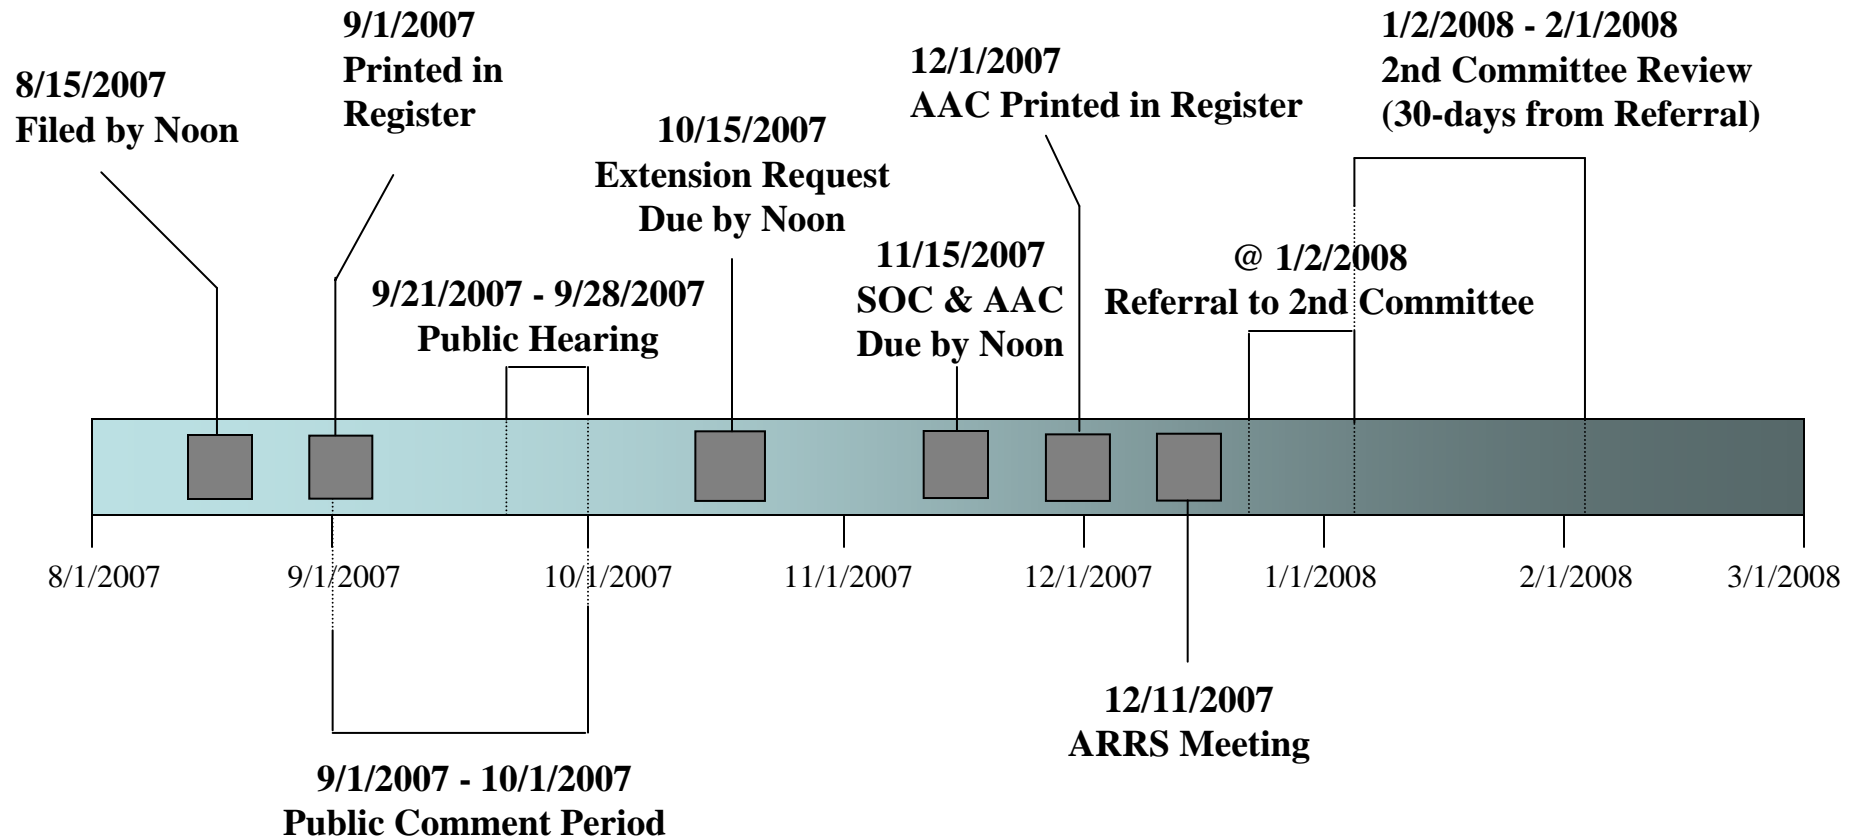 8/15/2007
Filed by Noon
9/1/2007
Printed in
Register
9/21/2007 - 9/28/2007
Public Hearing
10/15/2007
Extension Request
Due by Noon
11/15/2007
SOC & AAC
Due by Noon
12/1/2007
AAC Printed in Register
@ 1/2/2008
Referral to 2nd Committee
1/2/2008 - 2/1/2008
2nd Committee Review
(30-days from Referral)
8/1/2007
9/1/2007
10/1/2007
11/1/2007
12/1/2007
1/1/2008
2/1/2008
3/1/2008
9/1/2007 - 10/1/2007
Public Comment Period
12/11/2007
ARRS Meeting